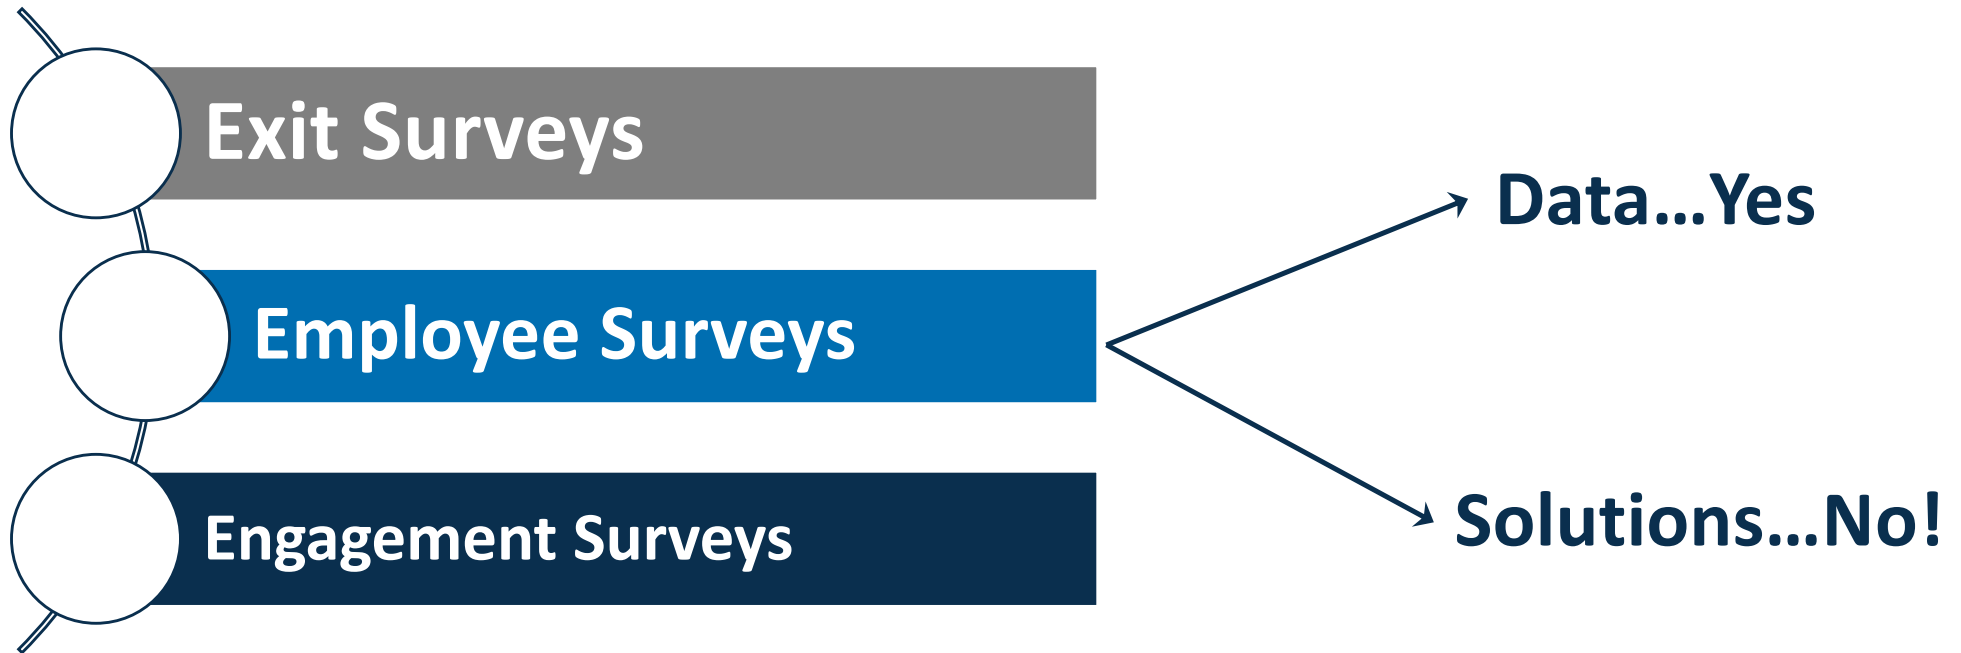 Exit Surveys
Employee Surveys
Engagement Surveys
Data...Yes
Solutions...No!